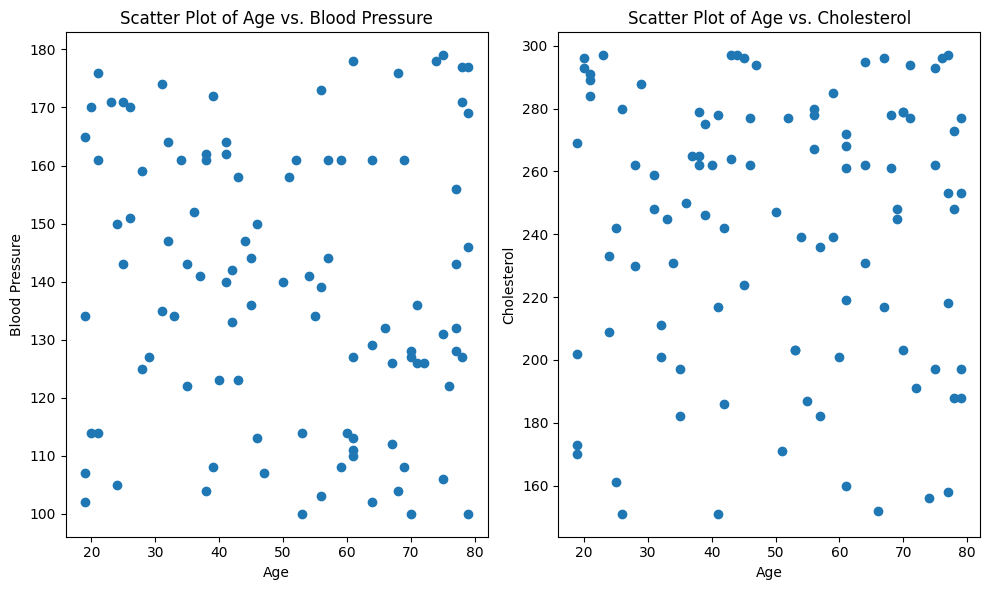 Scatter Plot of Age vs. Blood Pressure
180
170
160
150
140
130
120
110
100
Blood Pressure
20 30 40 50 60 70 80
Age
Scatter Plot of Age vs. Cholesterol
300
280
260
240
220
200
180
160
Cholesterol
20 30 40 50 60 70 80
Age